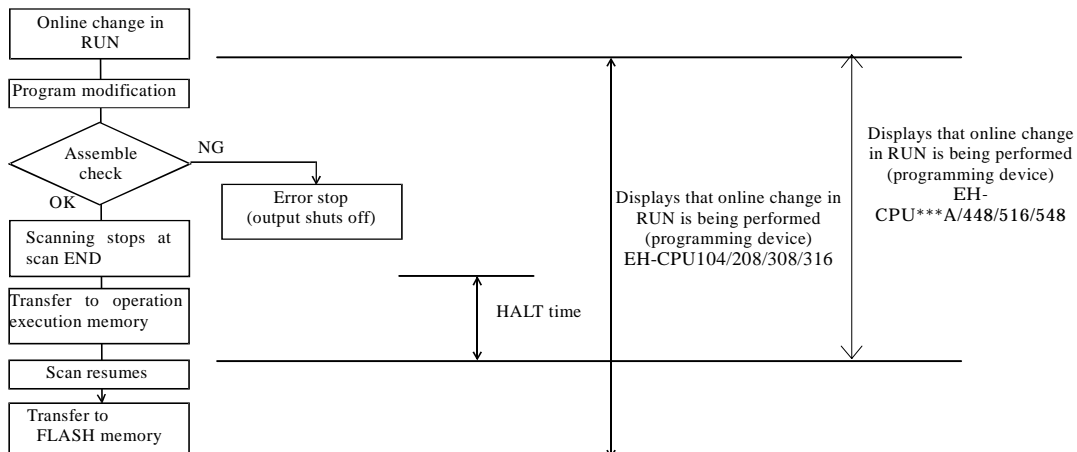 Online change in
RUN
Program modification
Assemble
check
NG
OK
Error stop
(output shuts off)
Scanning stops at
scan END
Transfer to operation
execution memory
Scan resumes
Transfer to
FLASH memory
HALT time
Displays that online change in
RUN is being performed
(programming device)
EH-CPU104/208/308/316
Displays that online change
in RUN is being performed
(programming device)
EH-
CPU***A/448/516/548